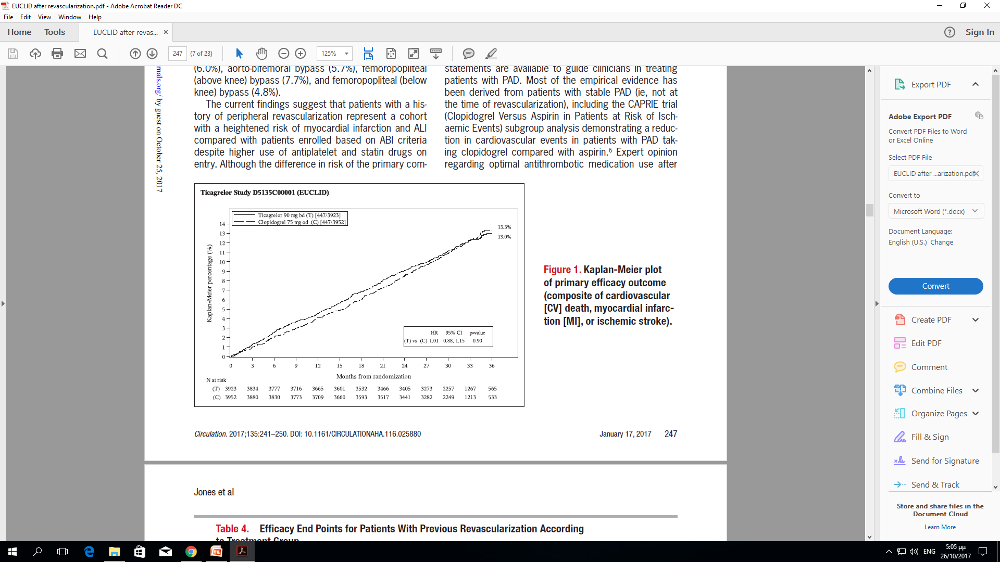 EUCLID after revascularization.pdf - Adobe Acrobat Reader DC
File Edit View Window Help
Home Tools EUCLID after revas... ×
Sign In
247 (7 of 23) 125%
rnals.org/ by guest on October 25, 2017
(6.0%), aorto-bifemoral bypass (5.7%), femoropopliteal
(above knee) bypass (7.7%), and femoropopliteal (below
knee) bypass (4.8%).
The current findings suggest that patients with a his-
tory of peripheral revascularization represent a cohort
with a heightened risk of myocardial infarction and ALI
compared with patients enrolled based on ABI criteria
despite higher use of antiplatelet and statin drugs on
entry. Although the difference in risk of the primary com-
statements are available to guide clinicians in treating
patients with PAD. Most of the empirical evidence has
been derived from patients with stable PAD (ie, not at
the time of revascularization), including the CAPRIE trial
(Clopidogrel Versus Aspirin in Patients at Risk of Isch-
aemic Events) subgroup analysis demonstrating a reduc-
tion in cardiovascular events in patients with PAD tak-
ing clopidogrel compared with aspirin.6 Expert opinion
regarding optimal antithrombotic medication use after
Ticagrelor Study D5135C00001 (EUCLID)
Ticagrelor 90 mg bd (T) [447/3923]
Clopidogrel 75 mg od (C) [447/3952]
Kaplan-Meier percentage (%)
14
13
12
11
10
9
8
7
6
5
4
3
2
1
0
13.3%
13.0%
HR 95% CI p-value
(T) vs (C) 1.01 0.88, 1.15 0.90
0 3 6 9 12 15 18 21 24 27 30 33 36
Months from randomization
N at risk
(T) 3923 3834 3777 3716 3665 3601 3532 3466 3405 3273 2257 1267 565
(C) 3952 3880 3830 3773 3709 3660 3593 3517 3441 3282 2249 1213 533
Figure 1. Kaplan-Meier plot
of primary efficacy outcome
(composite of cardiovascular
[CV] death, myocardial infarc-
tion [MI], or ischemic stroke).
Circulation. 2017;135:241–250. DOI: 10.1161/CIRCULATIONAHA.116.025880
January 17, 2017 247
Jones et al
Table 4. Efficacy End Points for Patients With Previous Revascularization According
to Treatment Group
Export PDF
Adobe Export PDF
Convert PDF Files to Word
or Excel Online
Select PDF File
EUCLID after ...arization.pdf
Convert to
Microsoft Word (*.docx)
Document Language:
English (U.S.) Change
Convert
Create PDF
Edit PDF
Comment
Combine Files
Organize Pages
Fill & Sign
Send for Signature
Send & Track
Store and share files in the
Document Cloud
Learn More
ENG
5:05 μμ
26/10/2017